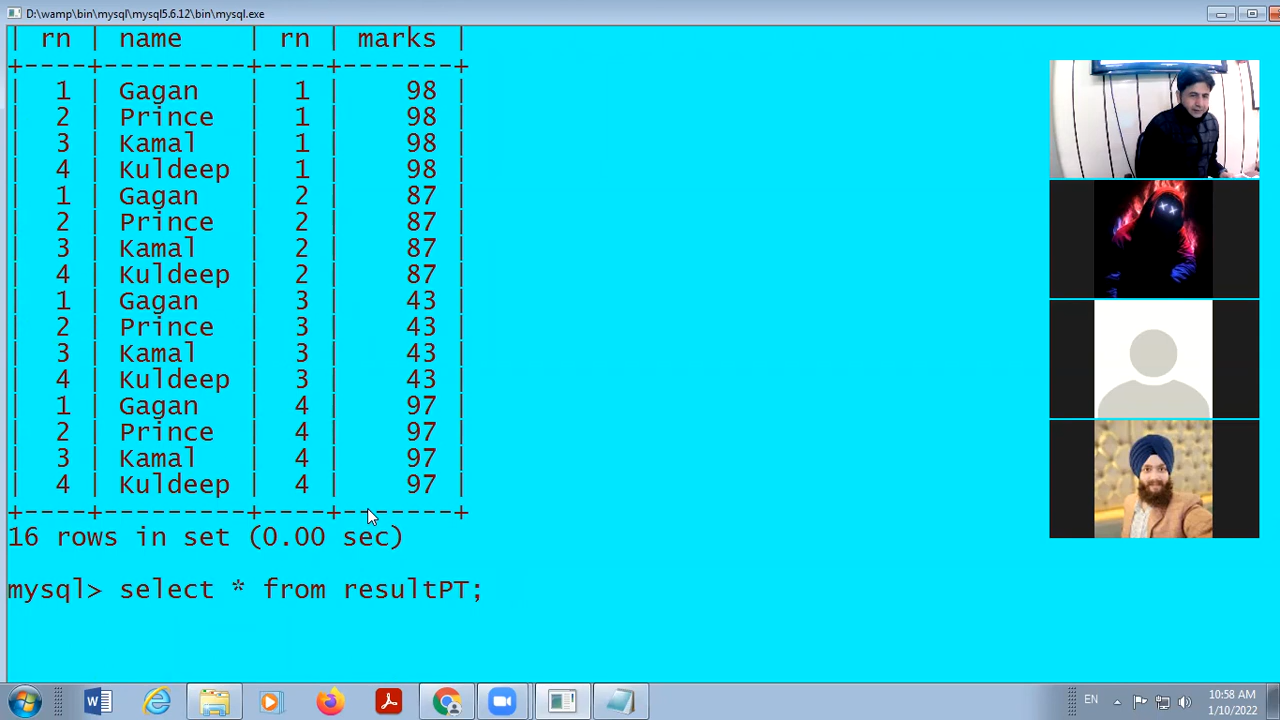 D:\wamp\bin\mysql\mysql5.6.12\bin\mysql.exe
| rn | name    | rn | marks |
+----+---------+----+-------+
|  1 | Gagan   |  1 |    98 |
|  2 | Prince  |  1 |    98 |
|  3 | Kamal   |  1 |    98 |
|  4 | Kuldeep |  1 |    98 |
|  1 | Gagan   |  2 |    87 |
|  2 | Prince  |  2 |    87 |
|  3 | Kamal   |  2 |    87 |
|  4 | Kuldeep |  2 |    87 |
|  1 | Gagan   |  3 |    43 |
|  2 | Prince  |  3 |    43 |
|  3 | Kamal   |  3 |    43 |
|  4 | Kuldeep |  3 |    43 |
|  1 | Gagan   |  4 |    97 |
|  2 | Prince  |  4 |    97 |
|  3 | Kamal   |  4 |    97 |
|  4 | Kuldeep |  4 |    97 |
+----+---------+----+-------+
16 rows in set (0.00 sec)
mysql> select * from resultPT;
EN
10:58 AM
1/10/2022